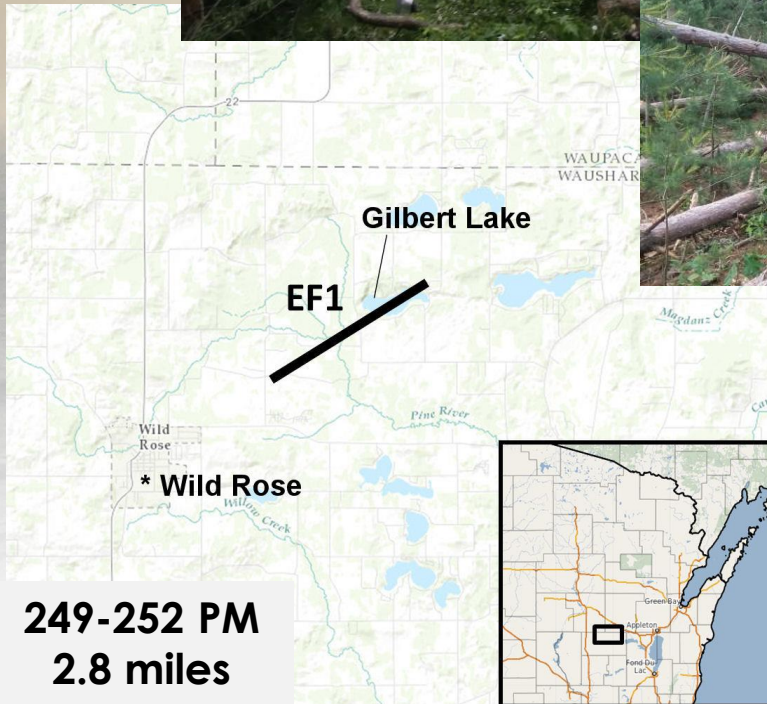 22
WAUPACA
WAUSHAR
Gilbert Lake
EF1
Magdanz Creek
Pine River
Wild
Rose
* Wild Rose
Willow Creek
Green Bay
Appleton
Fond Du
Lac
249-252 PM
2.8 miles